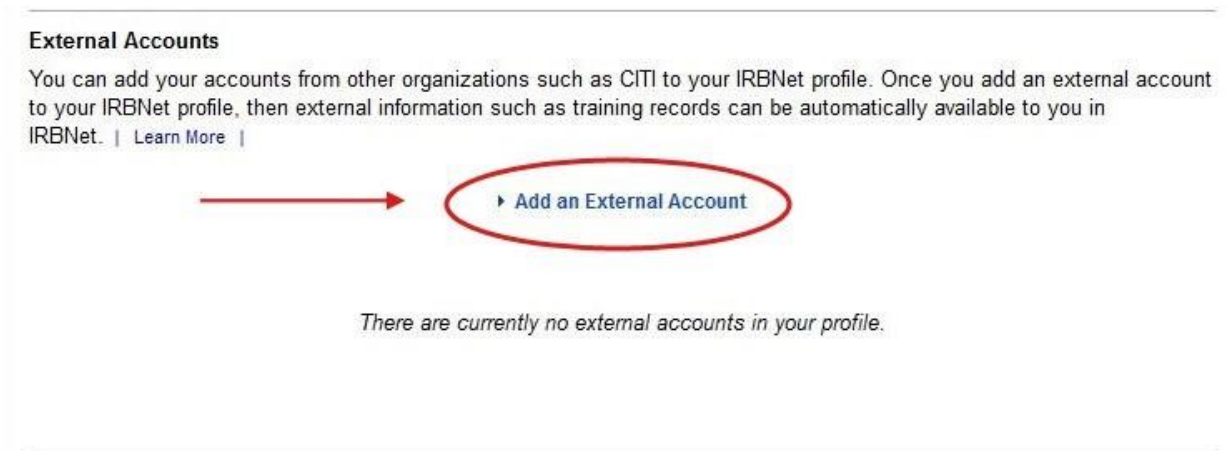 External Accounts
You can add your accounts from other organizations such as CITI to your IRBNet profile. Once you add an external account
to your IRBNet profile, then external information such as training records can be automatically available to you in
IRBNet. | Learn More |
Add an External Account
There are currently no external accounts in your profile.